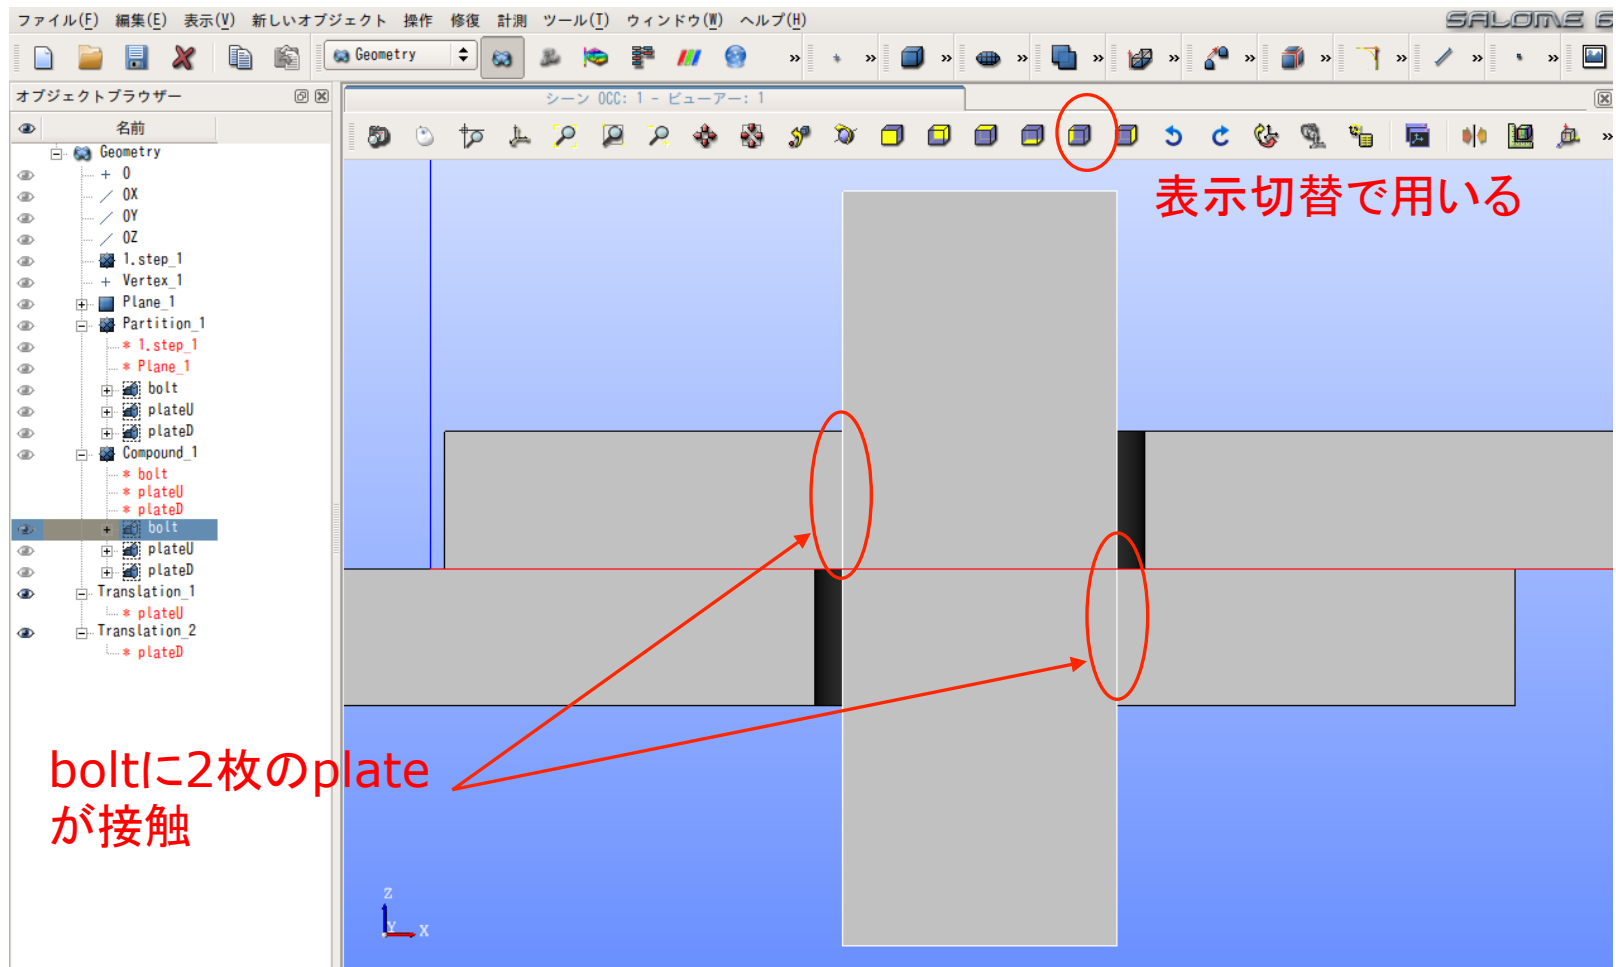 ファイル(F) 編集(E) 表示(V) 新しいオブジェクト 操作 修復 計測 ツール(T) ウィンドウ(W) ヘルプ(H)
SALOME 6
Geometry
オブジェクトブラウザー
シーン OCC: 1 - ビューアー: 1
名前
Geometry
O
OX
OY
OZ
1.step_1
Vertex_1
Plane_1
Partition_1
* 1.step_1
* Plane_1
bolt
plateU
plateD
Compound_1
* bolt
* plateU
* plateD
bolt
plateU
plateD
Translation_1
* plateU
Translation_2
* plateD
表示切替で用いる
boltに2枚のplate
が接触
Z
Y X